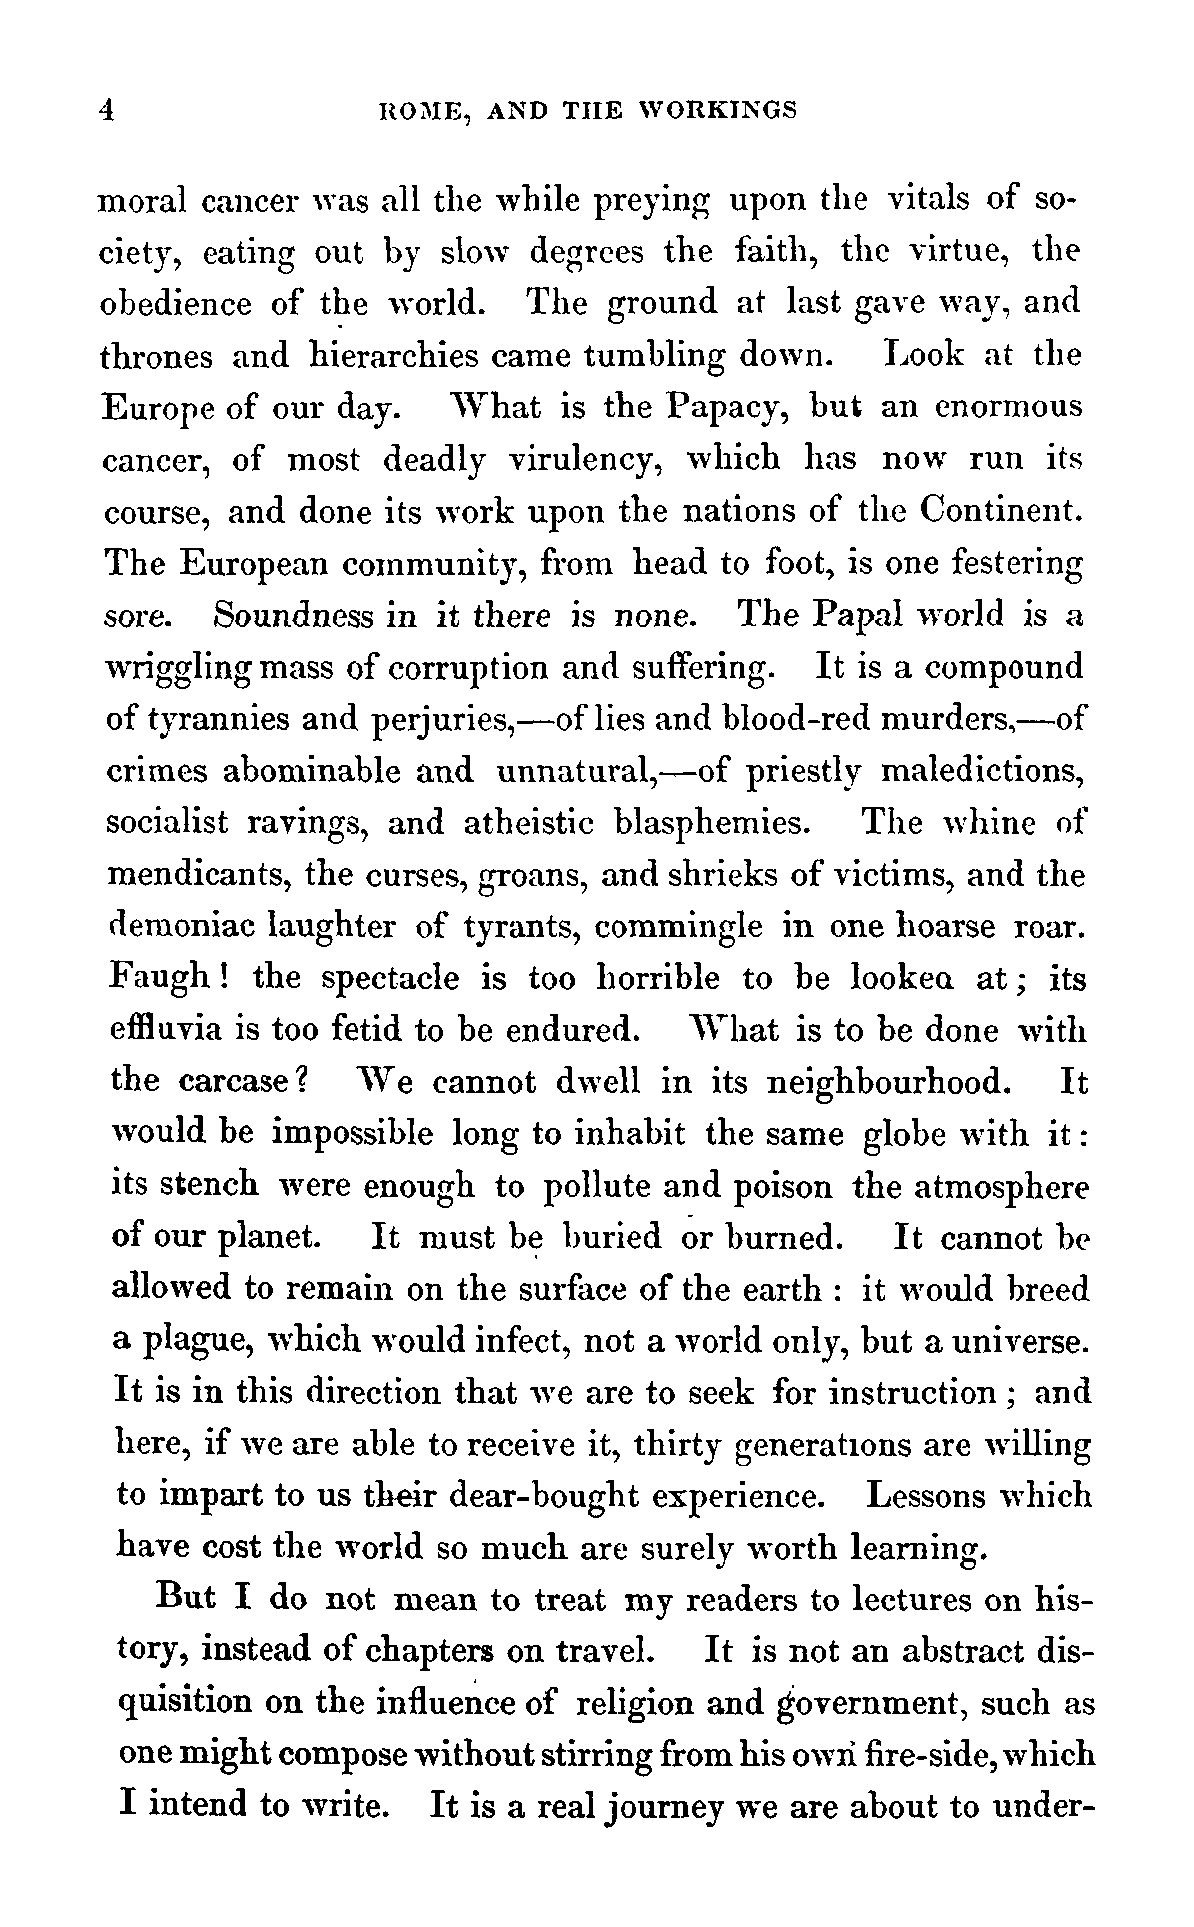 4 ROME, AND THE WORKINGS
moral cancer was all the while preying upon the vitals of so-
ciety, eating out by slow degrees the faith, the virtue, the
obedience of the world. The ground at last gave way, and
thrones and hierarchies came tumbling down. Look at the
Europe of our day. What is the Papacy, but an enormous
cancer, of most deadly virulency, which has now run its
course, and done its work upon the nations of the Continent.
The European community, from head to foot, is one festering
sore. Soundness in it there is none. The Papal world is a
wriggling mass of corruption and suffering. It is a compound
of tyrannies and perjuries,—of lies and blood-red murders,—of
crimes abominable and unnatural,—of priestly maledictions,
socialist ravings, and atheistic blasphemies. The whine of
mendicants, the curses, groans, and shrieks of victims, and the
demoniac laughter of tyrants, commingle in one hoarse roar.
Faugh! the spectacle is too horrible to be looked at; its
effluvia is too fetid to be endured. What is to be done with
the carcase? We cannot dwell in its neighbourhood. It
would be impossible long to inhabit the same globe with it:
its stench were enough to pollute and poison the atmosphere
of our planet. It must be buried or burned. It cannot be
allowed to remain on the surface of the earth: it would breed
a plague, which would infect, not a world only, but a universe.
It is in this direction that we are to seek for instruction; and
here, if we are able to receive it, thirty generations are willing
to impart to us their dear-bought experience. Lessons which
have cost the world so much are surely worth learning.
But I do not mean to treat my readers to lectures on his-
tory, instead of chapters on travel. It is not an abstract dis-
quisition on the influence of religion and government, such as
one might compose without stirring from his own fire-side, which
I intend to write. It is a real journey we are about to under-